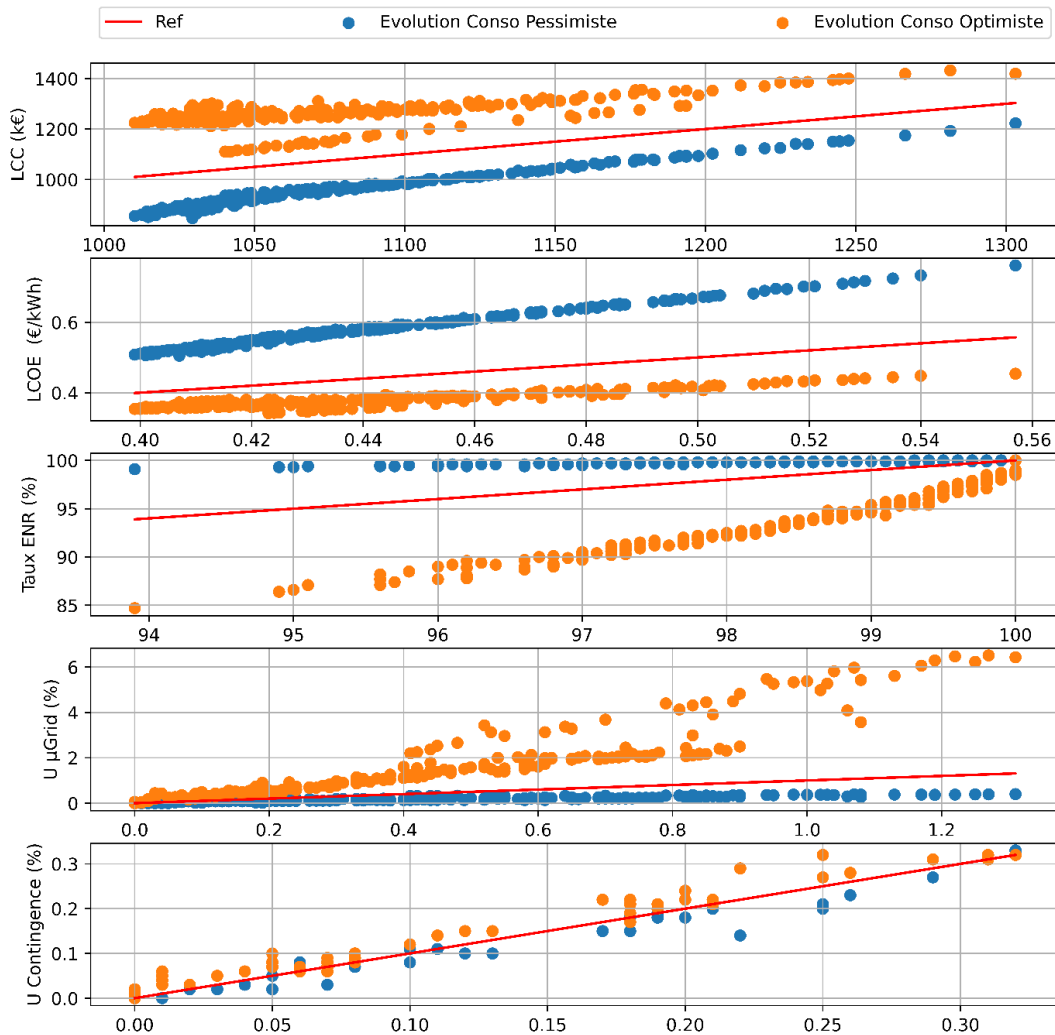 Ref Evolution Conso Pessimiste Evolution Conso Optimiste
LCC (k€)
1400
1200
1000
1000 1050 1100 1150 1200 1250 1300
LCOE (€/kWh)
0.6
0.4
0.40 0.42 0.44 0.46 0.48 0.50 0.52 0.54 0.56
Taux ENR (%)
100
95
90
85
94 95 96 97 98 99 100
U µGrid (%)
6
4
2
0
0.0 0.2 0.4 0.6 0.8 1.0 1.2
U Contingence (%)
0.3
0.2
0.1
0.0
0.00 0.05 0.10 0.15 0.20 0.25 0.30